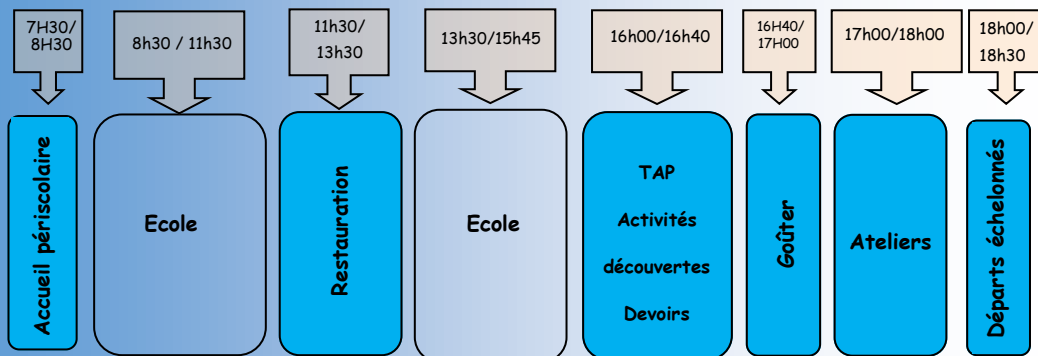 7H30/
8H30
8h30 / 11h30
11h30/
13h30
13h30/15h45
16h00/16h40
16H40/
17H00
17h00/18h00
18h00/
18h30
Accueil périscolaire
Ecole
Restauration
Ecole
TAP
Activités
découvertes
Devoirs
Goûter
Ateliers
Départs échelonnés